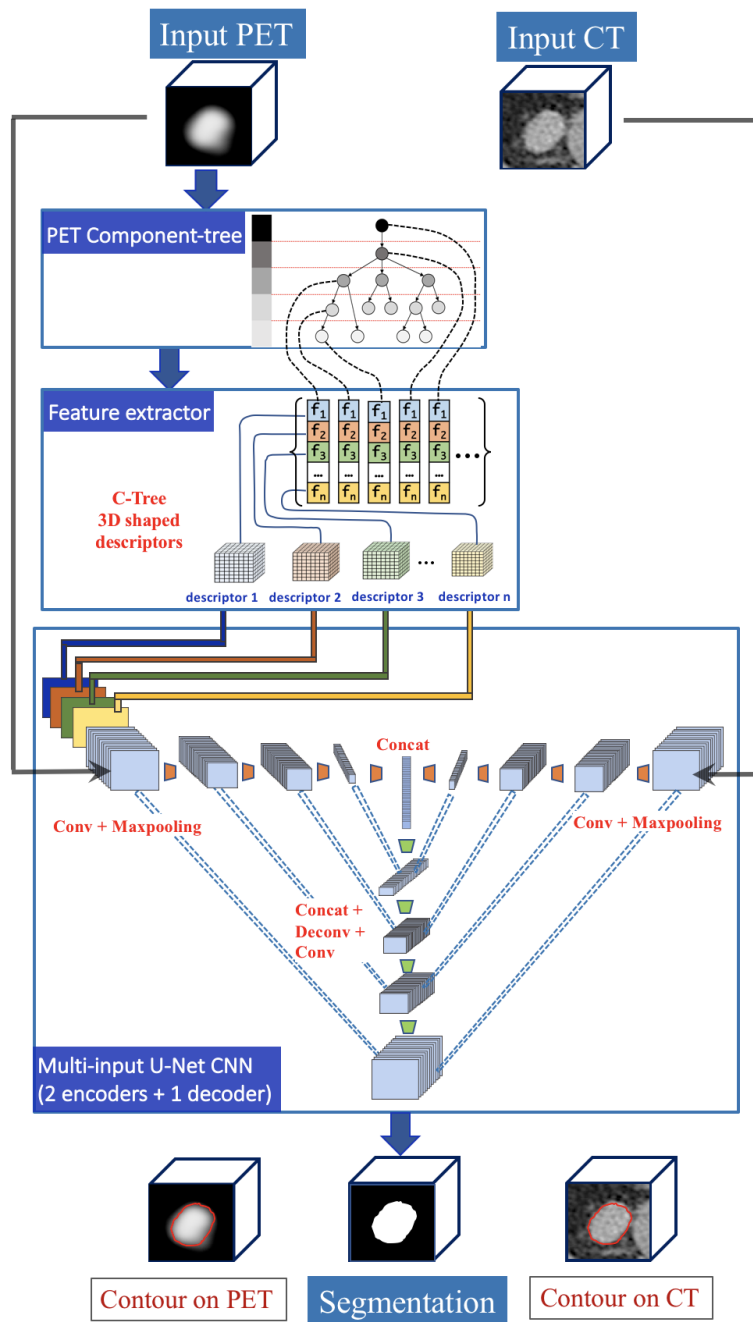 Input PET
Input CT
PET Component-tree
Feature extractor
f1 f1 f1 f1 f1
f2 f2 f2 f2 f2
f3 f3 f3 f3 f3
... ... ... ... ...
fn fn fn fn fn
...
C-Tree
3D shaped
descriptors
...
descriptor 1 descriptor 2 descriptor 3 descriptor n
Concat
Conv + Maxpooling
Conv + Maxpooling
Concat +
Deconv +
Conv
Multi-input U-Net CNN
(2 encoders + 1 decoder)
Contour on PET
Segmentation
Contour on CT